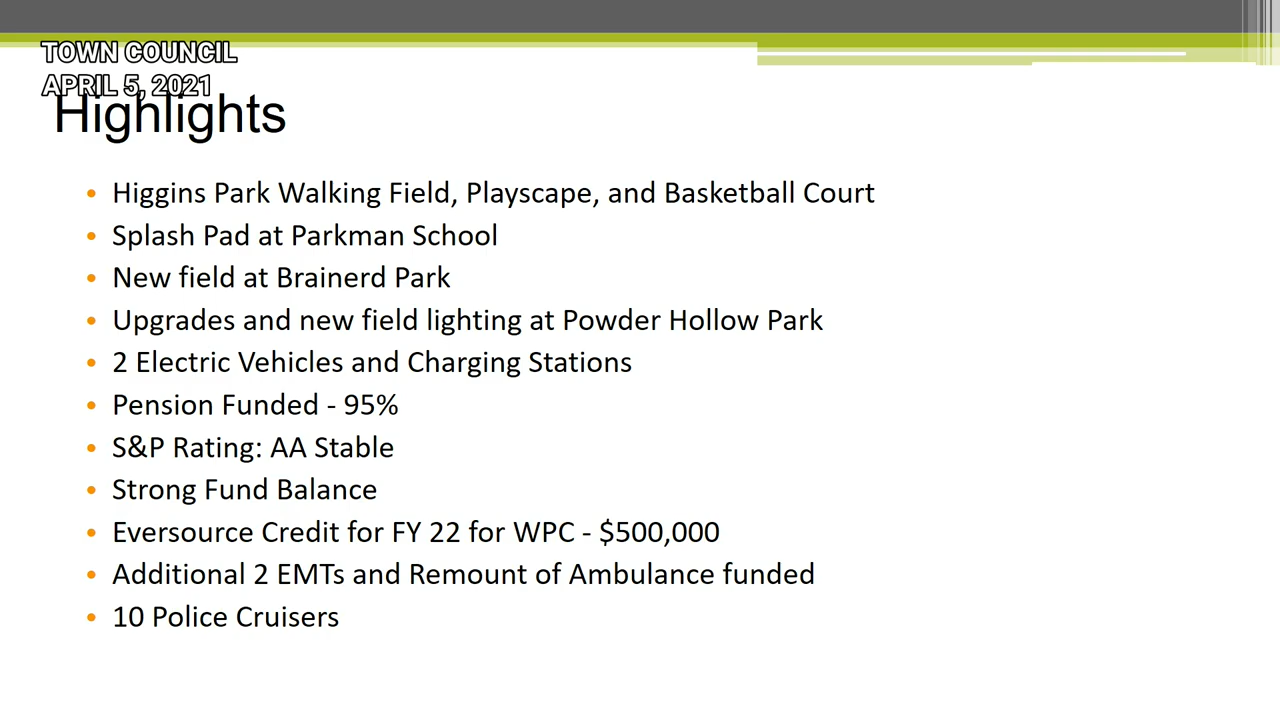 TOWN COUNCIL
APRIL 5, 2021
Highlights
• Higgins Park Walking Field, Playscape, and Basketball Court
• Splash Pad at Parkman School
• New field at Brainerd Park
• Upgrades and new field lighting at Powder Hollow Park
• 2 Electric Vehicles and Charging Stations
• Pension Funded - 95%
• S&P Rating: AA Stable
• Strong Fund Balance
• Eversource Credit for FY 22 for WPC - $500,000
• Additional 2 EMTs and Remount of Ambulance funded
• 10 Police Cruisers